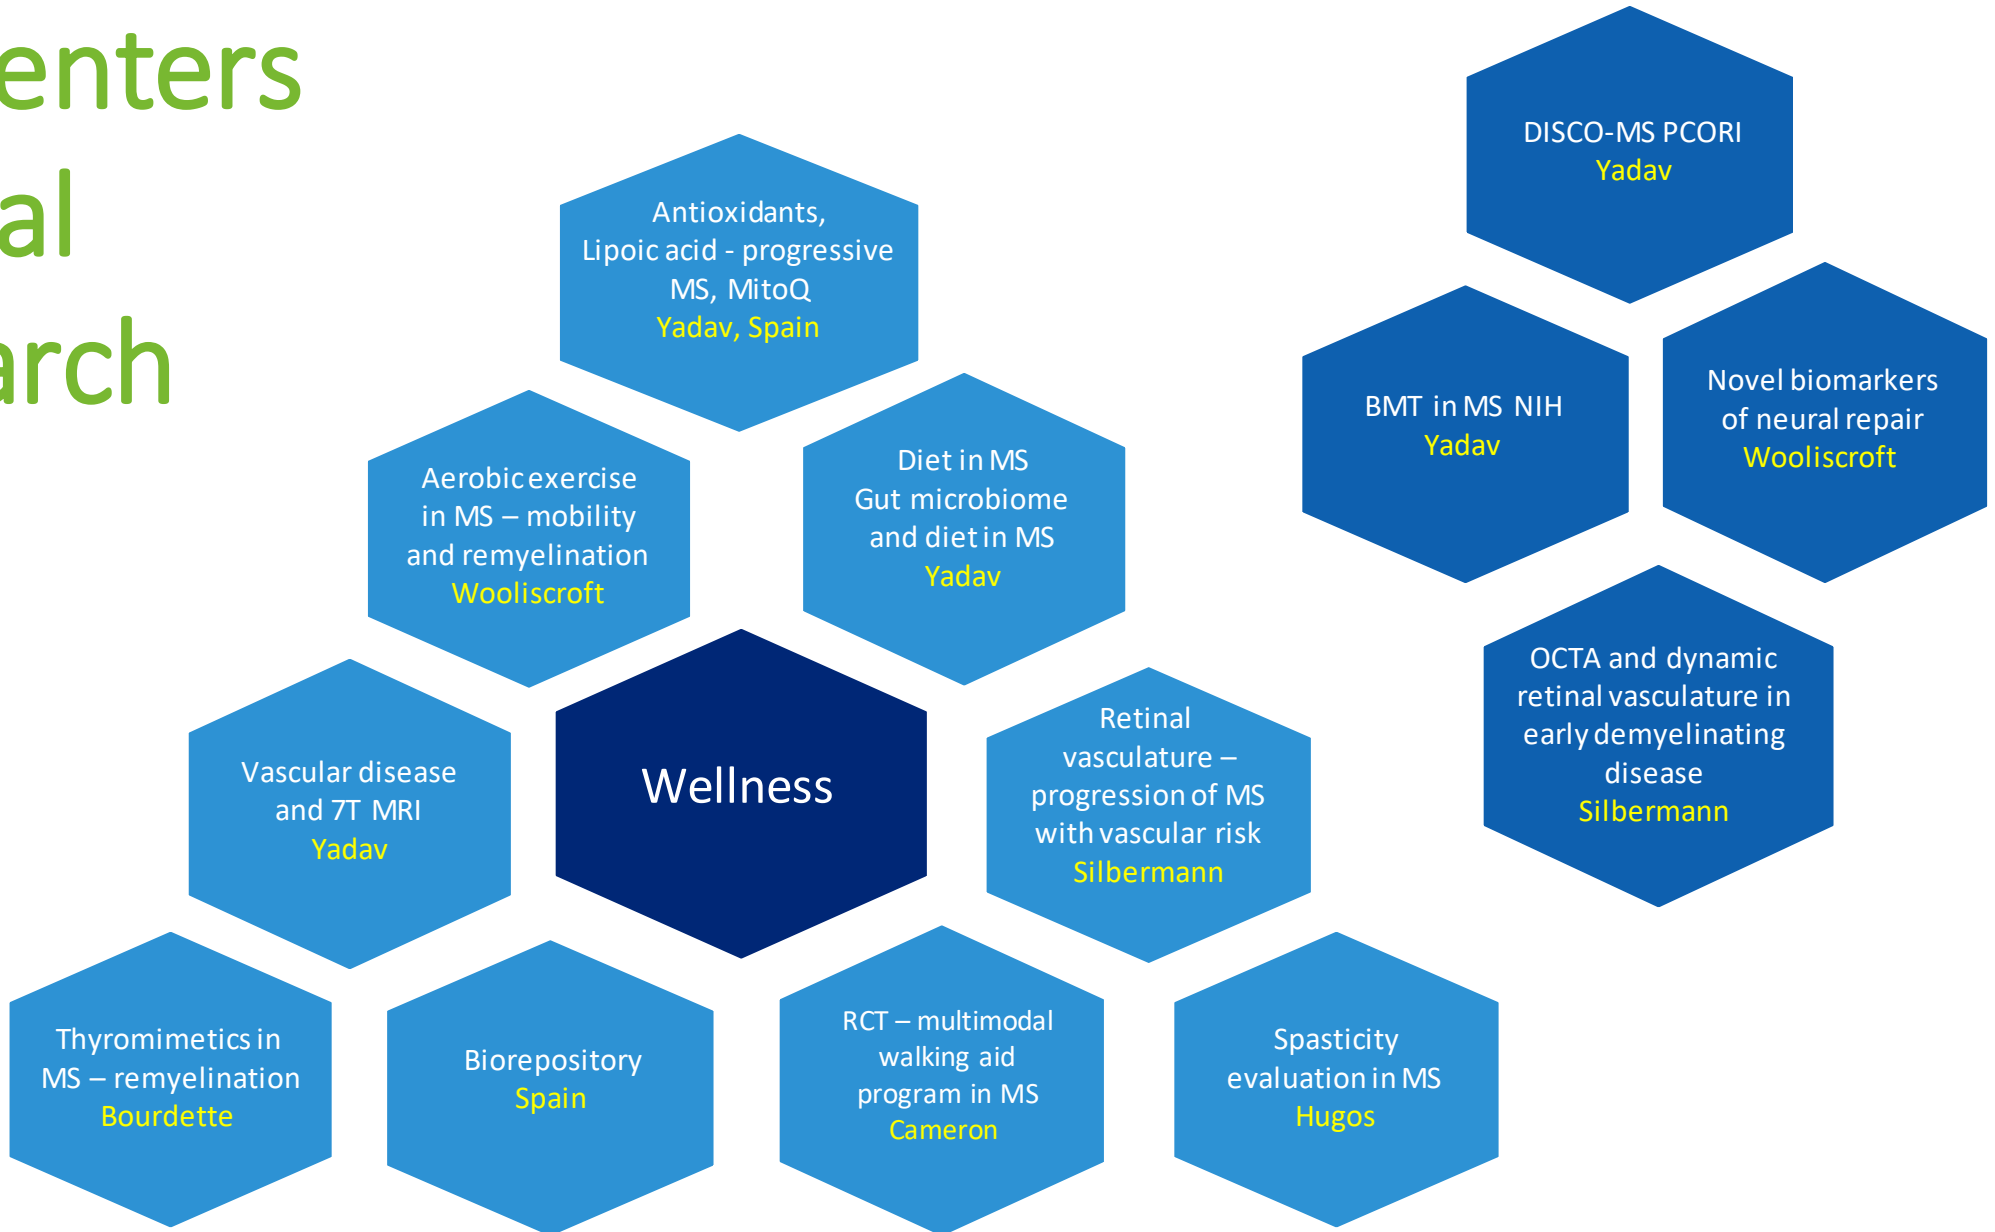 enters
al
arch
Antioxidants,
Lipoic acid - progressive
MS, MitoQ
Yadav, Spain
Aerobic exercise
in MS – mobility
and remyelination
Wooliscroft
Diet in MS
Gut microbiome
and diet in MS
Yadav
Vascular disease
and 7T MRI
Yadav
Wellness
Retinal
vasculature –
progression of MS
with vascular risk
Silbermann
Thyromimetics in
MS – remyelination
Bourdette
Biorepository
Spain
RCT – multimodal
walking aid
program in MS
Cameron
Spasticity
evaluation in MS
Hugos
DISCO-MS PCORI
Yadav
BMT in MS NIH
Yadav
Novel biomarkers
of neural repair
Wooliscroft
OCTA and dynamic
retinal vasculature in
early demyelinating
disease
Silbermann